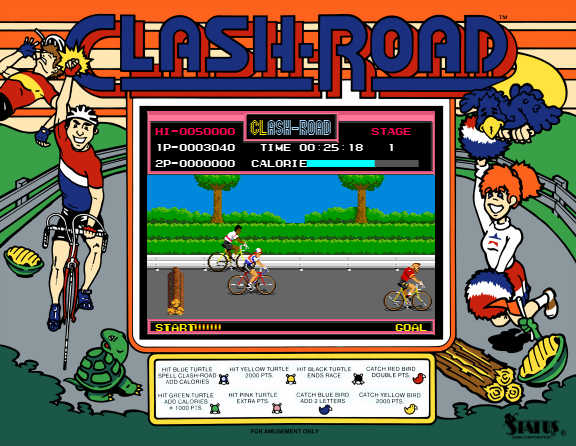 CLASH-ROAD™
HI-0050000
CLASH-ROAD
STAGE
1P-0003040
TIME 00:25:18
1
2P-0000000
CALORIE
START
GOAL
HIT BLUE TURTLE
SPELL CLASH-ROAD
ADD CALORIES
HIT YELLOW TURTLE
2000 PTS.
HIT BLACK TURTLE
ENDS RACE
CATCH RED BIRD
DOUBLE PTS.
HIT GREEN TURTLE
ADD CALORIES
+ 1000 PTS.
HIT PINK TURTLE
EXTRA PTS.
CATCH BLUE BIRD
ADD 2 LETTERS
CATCH YELLOW BIRD
2000 PTS.
FOR AMUSEMENT ONLY
STATUS®
GAME CORPORATION